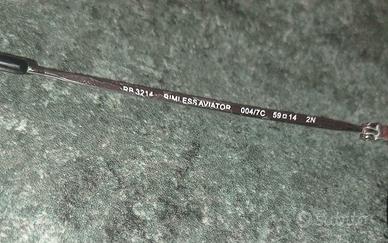 RB 3214 RIMLESS AVIATOR 004/7C 59□14 2N
subito